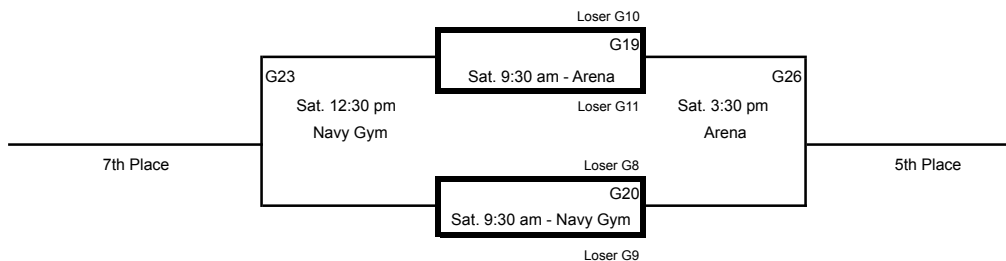 Loser G10
G19
Sat. 9:30 am - Arena
Loser G11
G23
Sat. 12:30 pm
Navy Gym
G26
Sat. 3:30 pm
Arena
7th Place
5th Place
Loser G8
G20
Sat. 9:30 am - Navy Gym
Loser G9